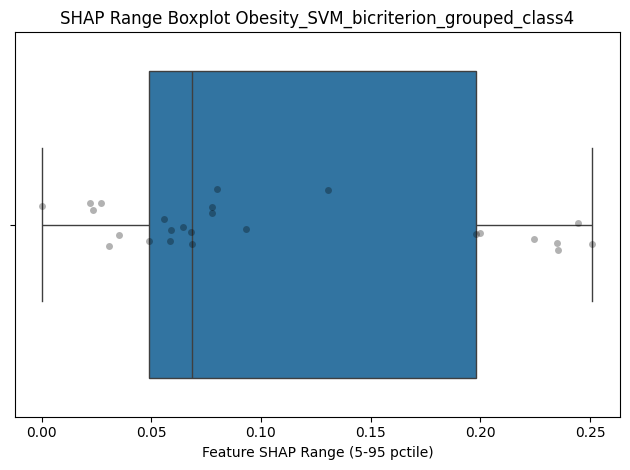 SHAP Range Boxplot Obesity_SVM_bicriterion_grouped_class4
0.00 0.05 0.10 0.15 0.20 0.25
Feature SHAP Range (5-95 pctile)